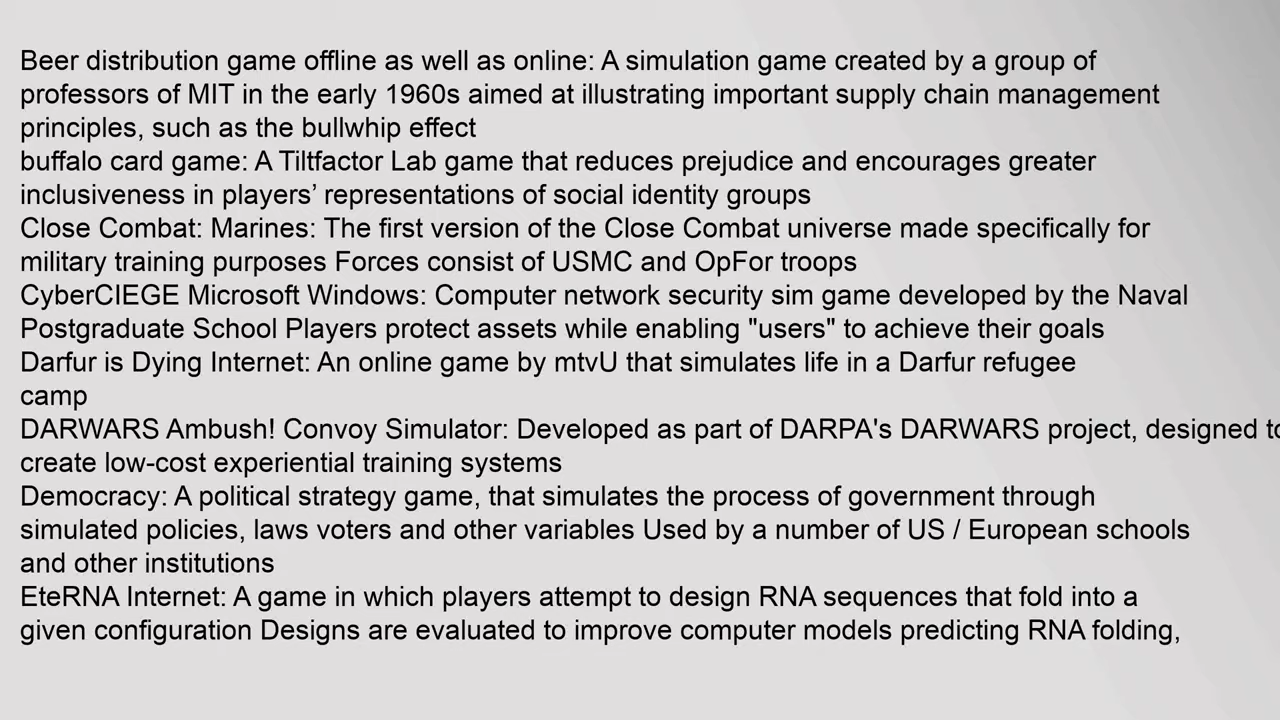 Beer distribution game offline as well as online: A simulation game created by a group of
professors of MIT in the early 1960s aimed at illustrating important supply chain management
principles, such as the bullwhip effect
buffalo card game: A Tiltfactor Lab game that reduces prejudice and encourages greater
inclusiveness in players’ representations of social identity groups
Close Combat: Marines: The first version of the Close Combat universe made specifically for
military training purposes Forces consist of USMC and OpFor troops
CyberCIEGE Microsoft Windows: Computer network security sim game developed by the Naval
Postgraduate School Players protect assets while enabling "users" to achieve their goals
Darfur is Dying Internet: An online game by mtvU that simulates life in a Darfur refugee
camp
DARWARS Ambush! Convoy Simulator: Developed as part of DARPA's DARWARS project, designed to
create low-cost experiential training systems
Democracy: A political strategy game, that simulates the process of government through
simulated policies, laws voters and other variables Used by a number of US / European schools
and other institutions
EteRNA Internet: A game in which players attempt to design RNA sequences that fold into a
given configuration Designs are evaluated to improve computer models predicting RNA folding,